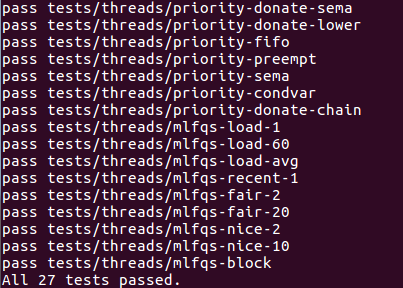 pass tests/threads/priority-donate-sema
pass tests/threads/priority-donate-lower
pass tests/threads/priority-fifo
pass tests/threads/priority-preempt
pass tests/threads/priority-sema
pass tests/threads/priority-condvar
pass tests/threads/priority-donate-chain
pass tests/threads/mlfqs-load-1
pass tests/threads/mlfqs-load-60
pass tests/threads/mlfqs-load-avg
pass tests/threads/mlfqs-recent-1
pass tests/threads/mlfqs-fair-2
pass tests/threads/mlfqs-fair-20
pass tests/threads/mlfqs-nice-2
pass tests/threads/mlfqs-nice-10
pass tests/threads/mlfqs-block
All 27 tests passed.